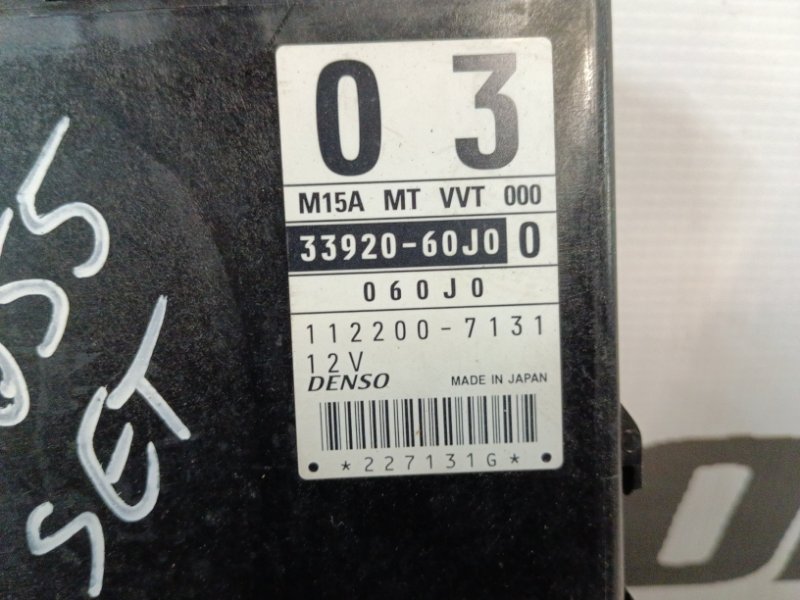 0 3
M15A MT VVT 000
33920-60J0 0
060J0
112200-7131
12V
DENSO MADE IN JAPAN
*227131G*
SET